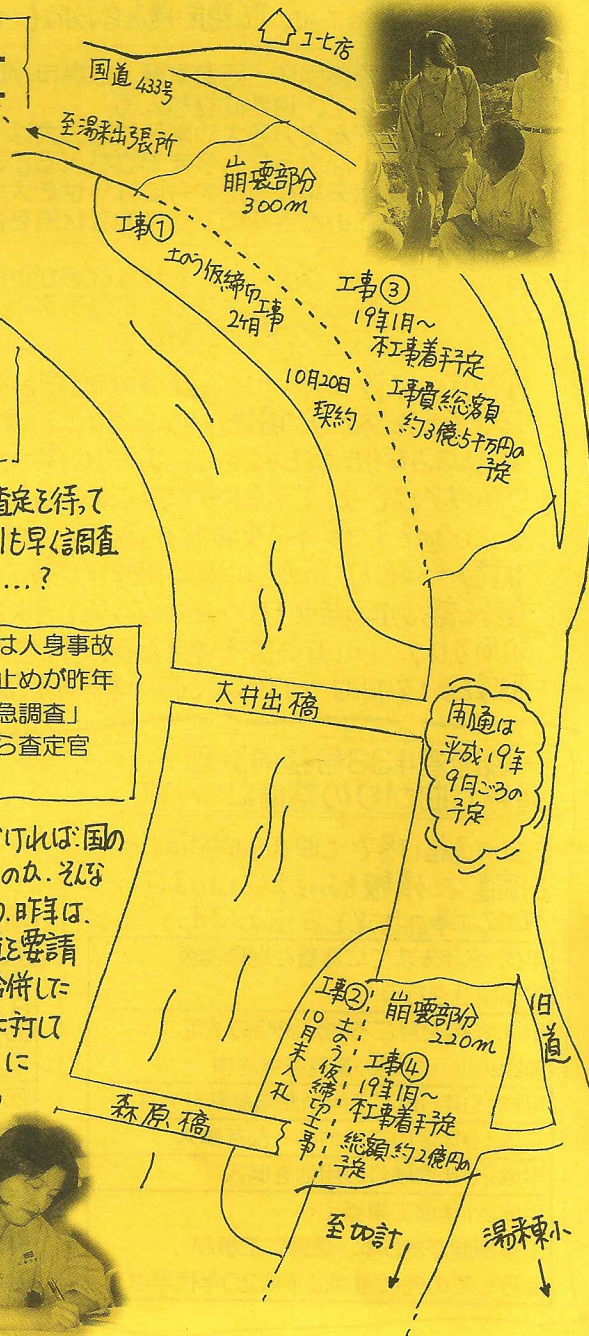 コーヒー店
国道433号
至湯来出張所
崩壊部分
300m
工事①
土のう仮締切工事
2ヶ月
10月20日
契約
工事③
19年1月〜
本工事着手予定
工事費総額
約3億5千万円の
予定
査定を待って
も早く調査
…?
は人身事故
止めが昨年
急調査」
ら査定官
大井出橋
開通は
平成19年
9月ごろの
予定
ければ国の
のか、そんな
昨年は、
を要請
合併した
に対して
に
工事②
土のう仮締切工事
10月末入札
崩壊部分
220m
工事④
19年1月〜
本工事着手予定
総額約2億円の
予定
旧道
森原橋
至加計
湯来東小